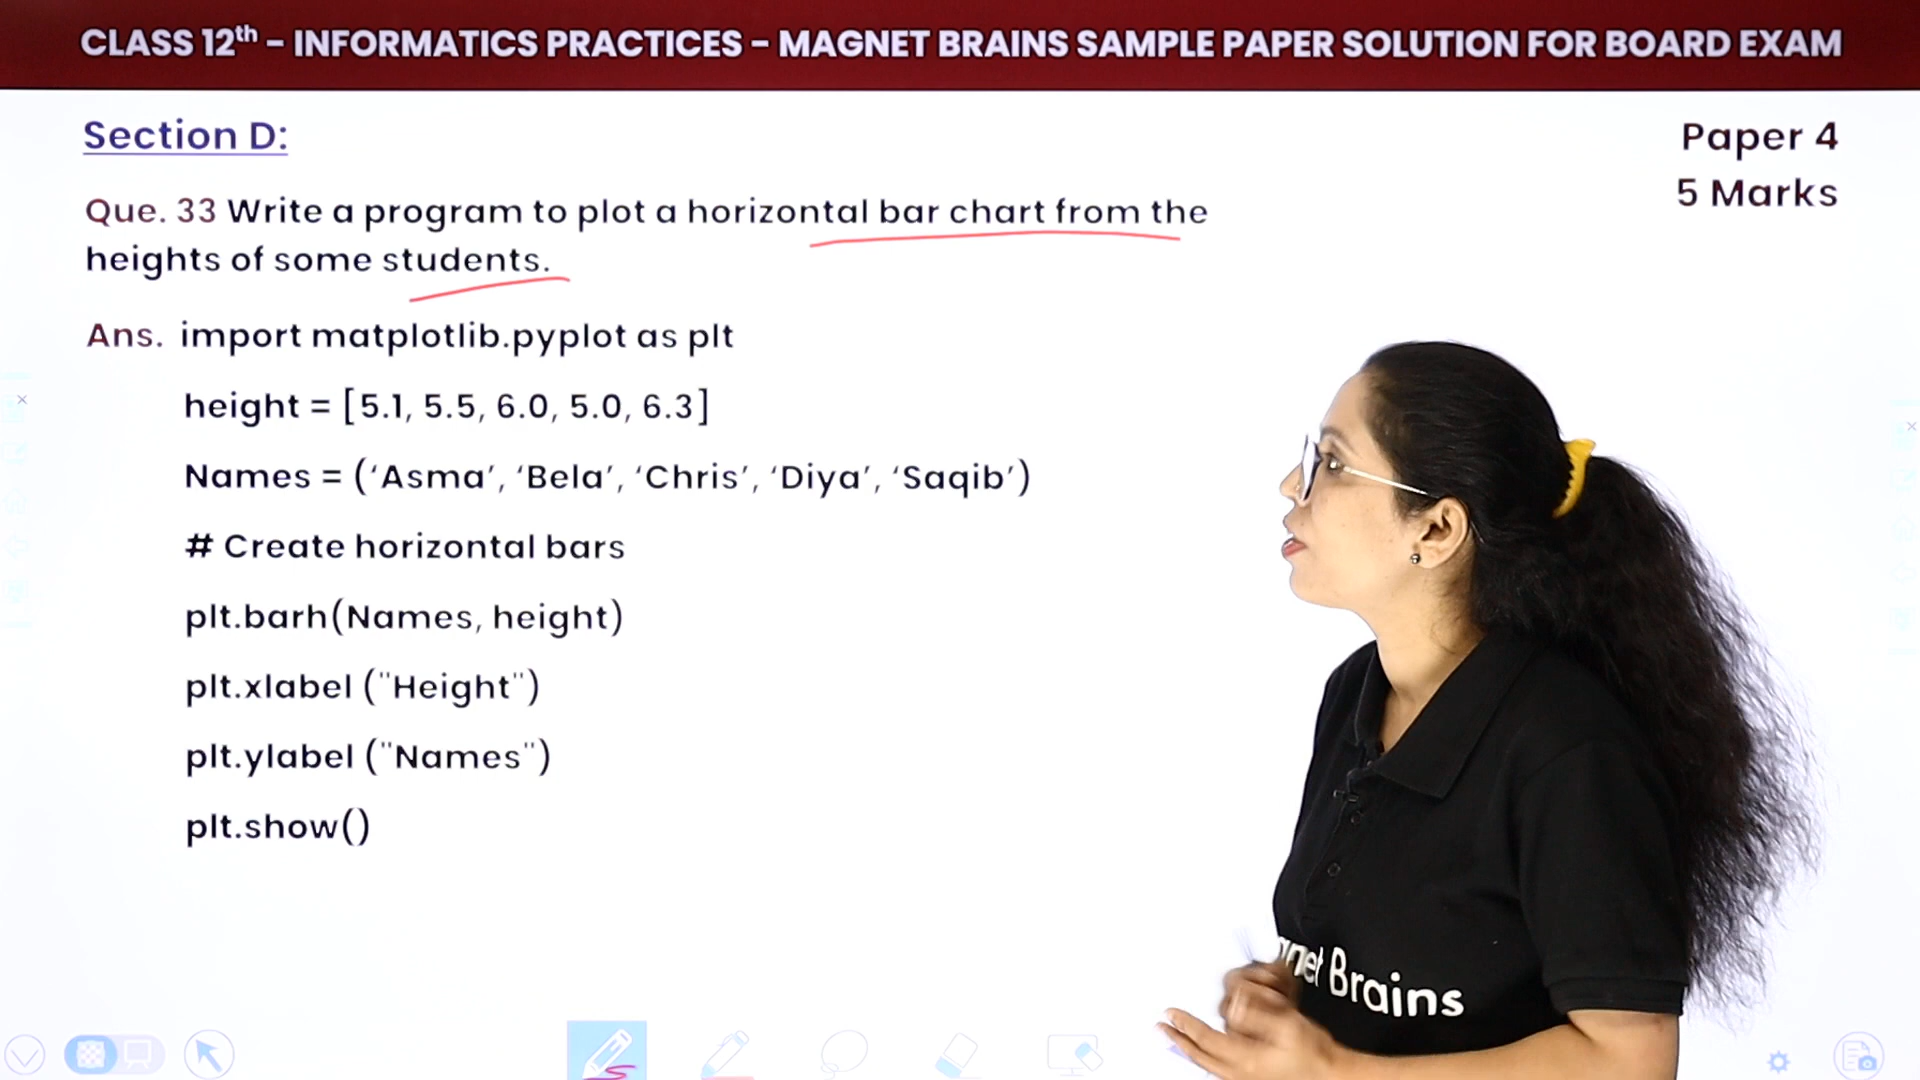 CLASS 12th – INFORMATICS PRACTICES – MAGNET BRAINS SAMPLE PAPER SOLUTION FOR BOARD EXAM
Section D:
Paper 4
5 Marks
Que. 33 Write a program to plot a horizontal bar chart from the
heights of some students.
Ans. import matplotlib.pyplot as plt
height = [5.1, 5.5, 6.0, 5.0, 6.3]
Names = (‘Asma’, ‘Bela’, ‘Chris’, ‘Diya’, ‘Saqib’)
# Create horizontal bars
plt.barh(Names, height)
plt.xlabel ("Height")
plt.ylabel ("Names")
plt.show()
Brains